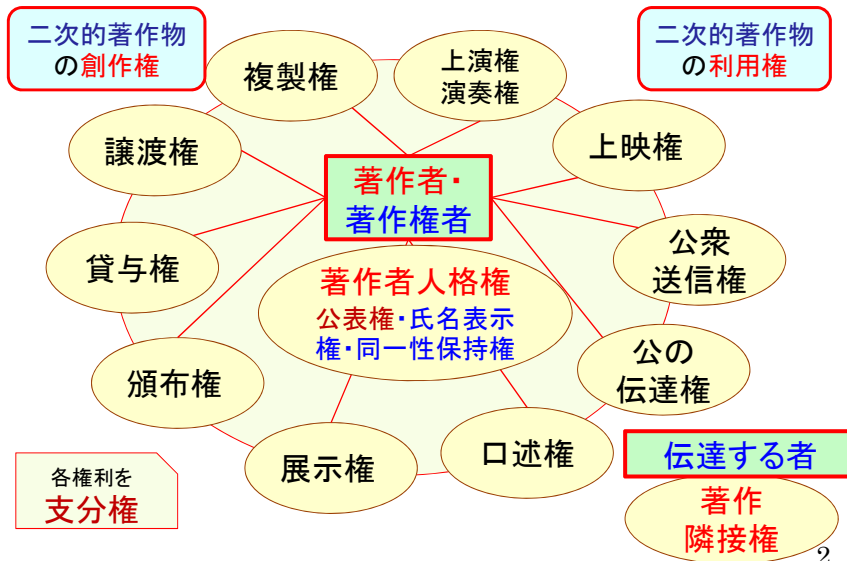 二次的著作物
の創作権
複製権
上演権
演奏権
二次的著作物
の利用権
譲渡権
上映権
著作者・
著作権者
貸与権
公衆
送信権
著作者人格権
公表権・氏名表示
権・同一性保持権
頒布権
公の
伝達権
展示権
口述権
伝達する者
各権利を
支分権
著作
隣接権
2